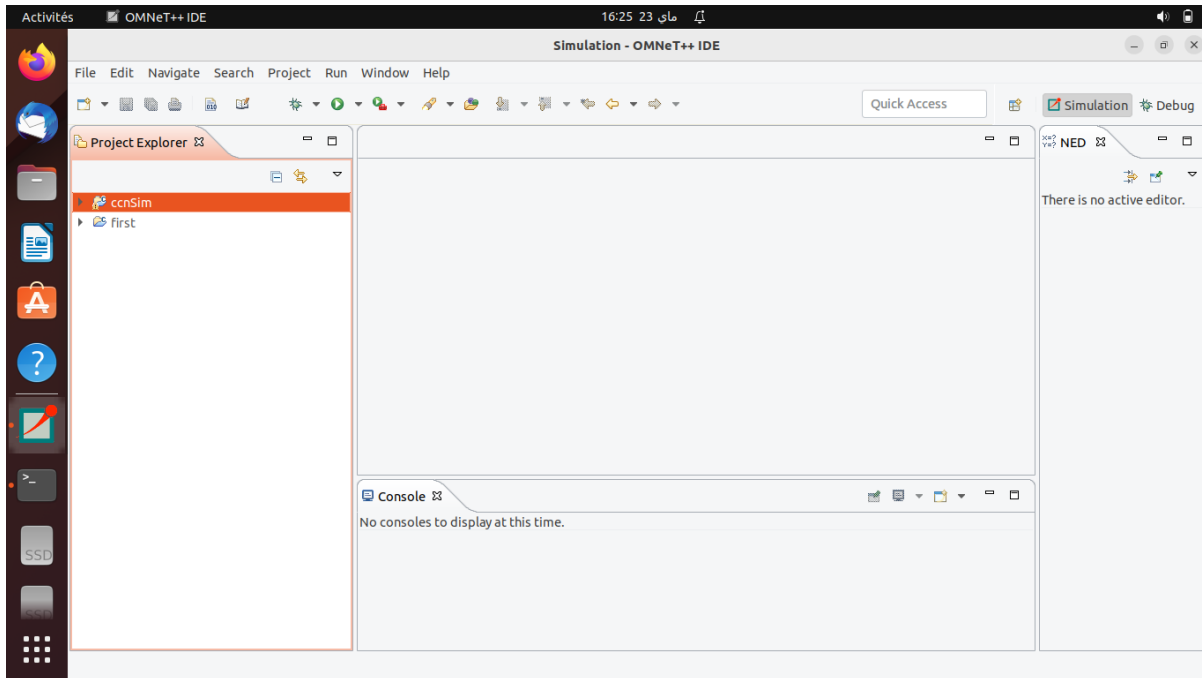 Activités OMNeT++ IDE 16:25 23 ماي
Simulation - OMNeT++ IDE
File Edit Navigate Search Project Run Window Help
010 Quick Access Simulation Debug
Project Explorer NED
There is no active editor.
ccnSim
first
Console
No consoles to display at this time.
SSD
SSD